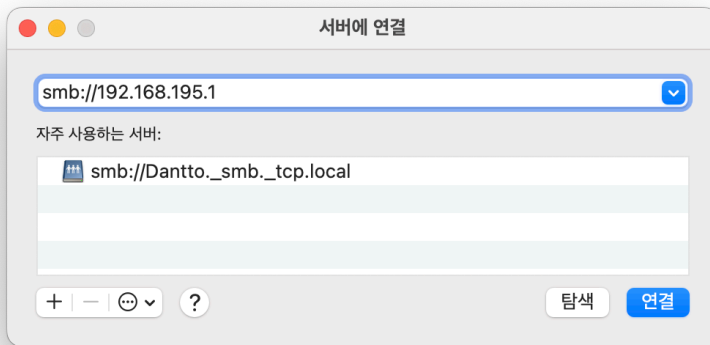 서버에 연결
smb://192.168.195.1
자주 사용하는 서버:
smb://Dantto._smb._tcp.local
?
탐색 연결